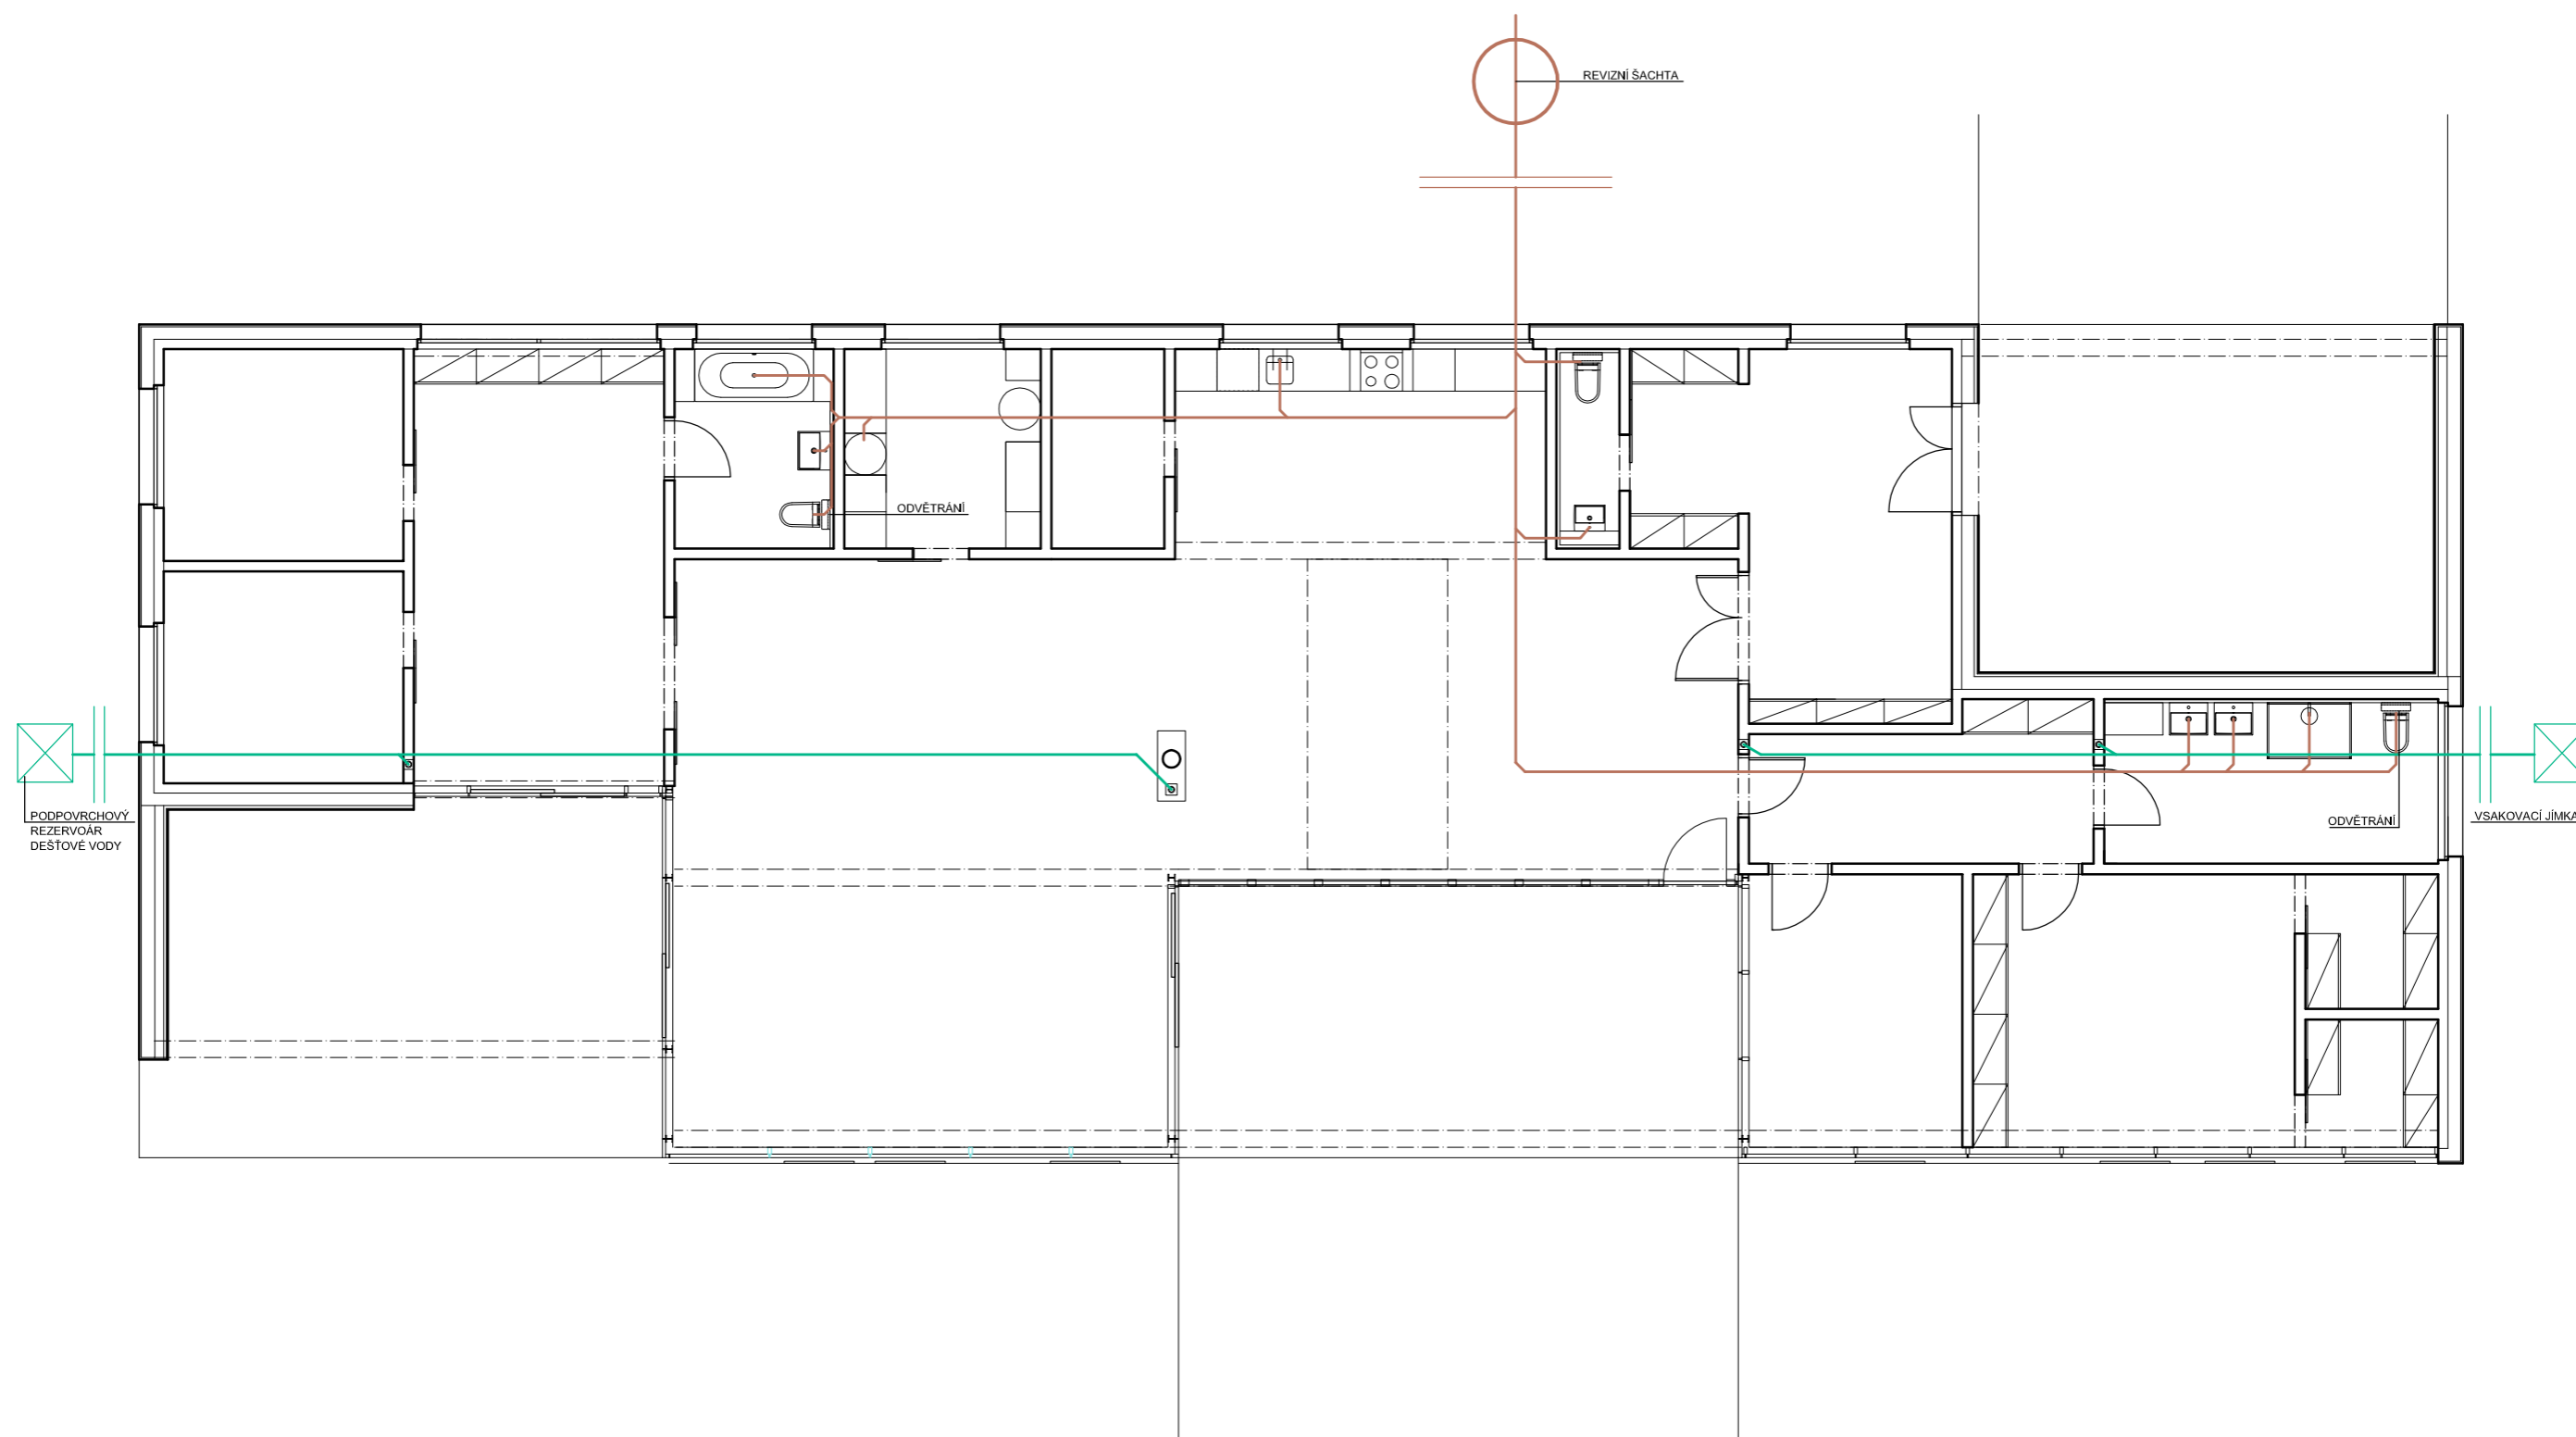 REVIZNÍ ŠACHTA
ODVĚTRÁNÍ
PODPOVRCHOVÝ
REZERVOÁR
DEŠŤOVÉ VODY
ODVĚTRÁNÍ
VSAKOVACÍ JÍMKA